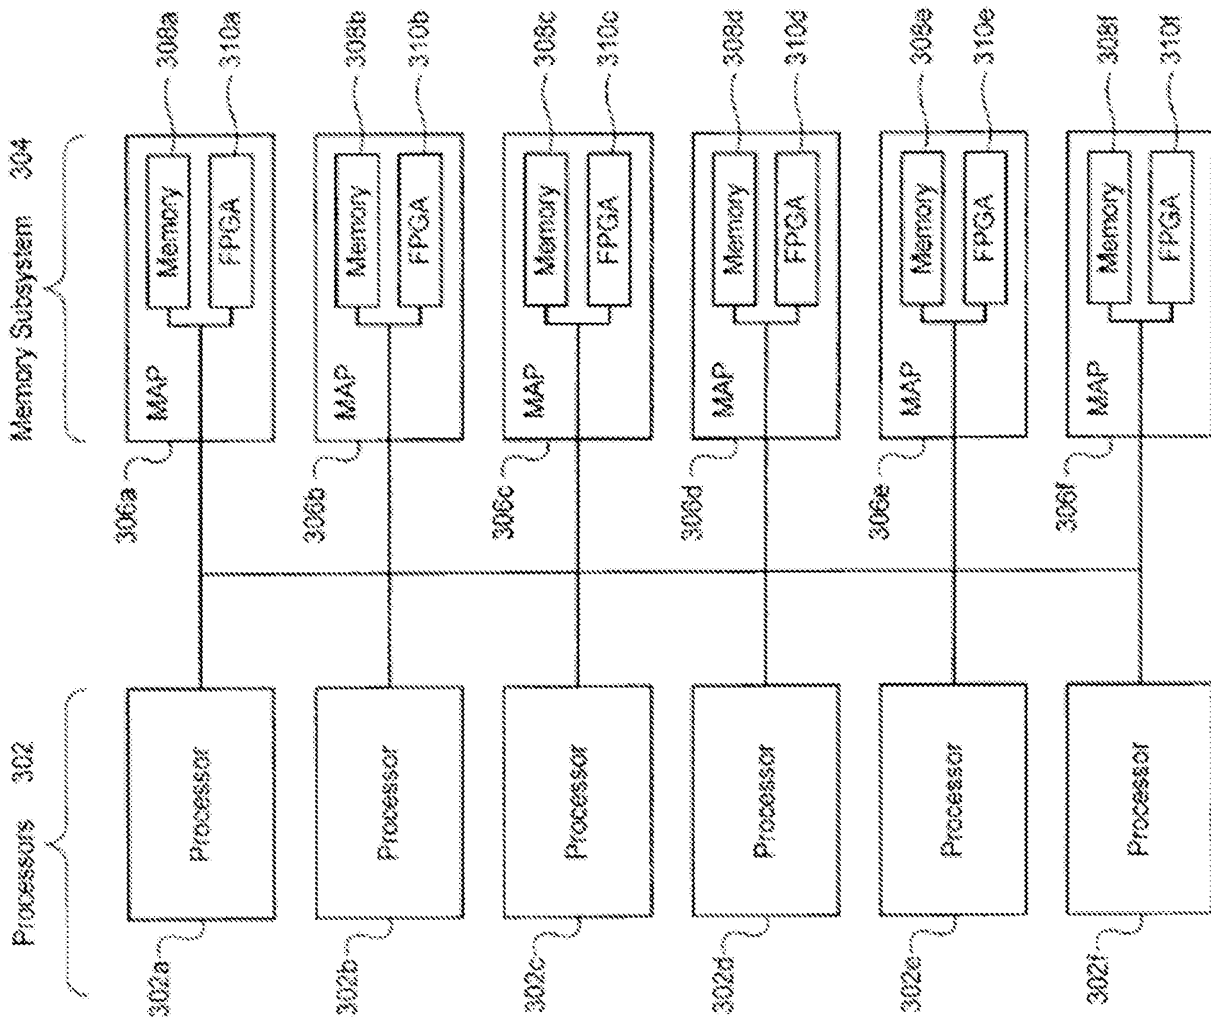 Processors 302
Memory Subsystem 304
302a
Processor
306a
MAP
Memory
FPGA
308a
310a
302b
Processor
306b
MAP
Memory
FPGA
308b
310b
302c
Processor
306c
MAP
Memory
FPGA
308c
310c
302d
Processor
306d
MAP
Memory
FPGA
308d
310d
302e
Processor
306e
MAP
Memory
FPGA
308e
310e
302f
Processor
306f
MAP
Memory
FPGA
308f
310f